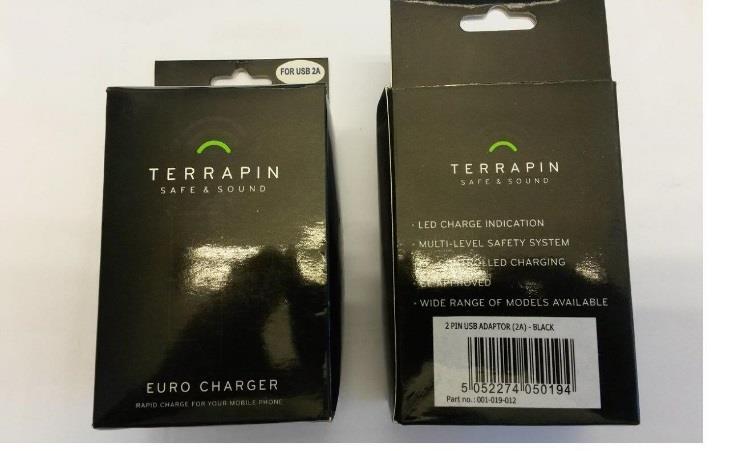 FOR USB 2A
TERRAPIN
SAFE & SOUND
EURO CHARGER
RAPID CHARGE FOR YOUR MOBILE PHONE
TERRAPIN
SAFE & SOUND
· LED CHARGE INDICATION
· MULTI-LEVEL SAFETY SYSTEM
CHARGING
APPROVED
· WIDE RANGE OF MODELS AVAILABLE
2 PIN USB ADAPTOR (2A) - BLACK
5 052274 050194
Part no.: 001-019-012